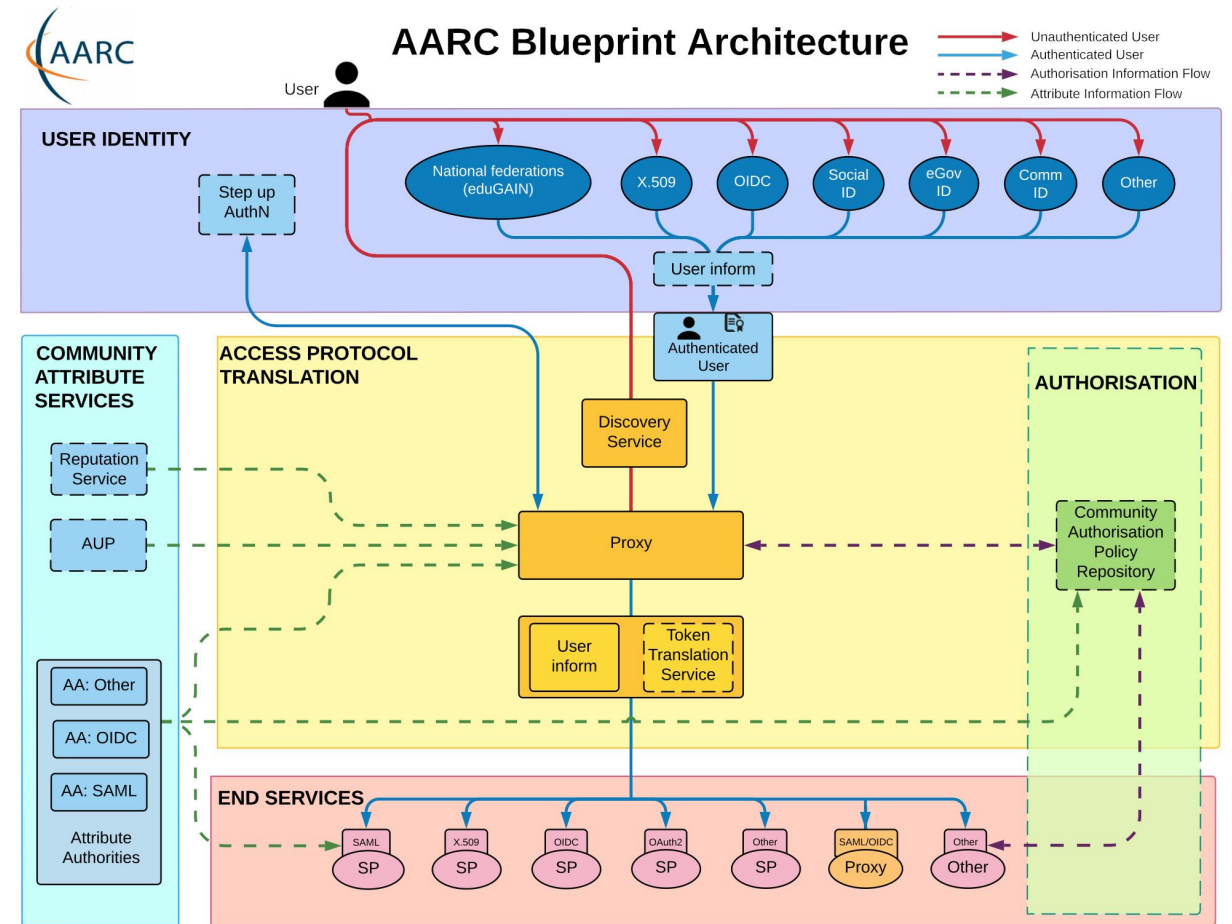 AARC
AARC Blueprint Architecture
Unauthenticated User
Authenticated User
Authorisation Information Flow
Attribute Information Flow
User
USER IDENTITY
National federations
(eduGAIN)
X.509
OIDC
Social
ID
eGov
ID
Comm
ID
Other
Step up
AuthN
User inform
Authenticated
User
COMMUNITY
ATTRIBUTE
SERVICES
ACCESS PROTOCOL
TRANSLATION
AUTHORISATION
Discovery
Service
Reputation
Service
AUP
Proxy
Community
Authorisation
Policy
Repository
User
inform
Token
Translation
Service
AA: Other
AA: OIDC
AA: SAML
Attribute
Authorities
END SERVICES
SAML
SP
X.509
SP
OIDC
SP
OAuth2
SP
Other
SP
SAML/OIDC
Proxy
Other
Other